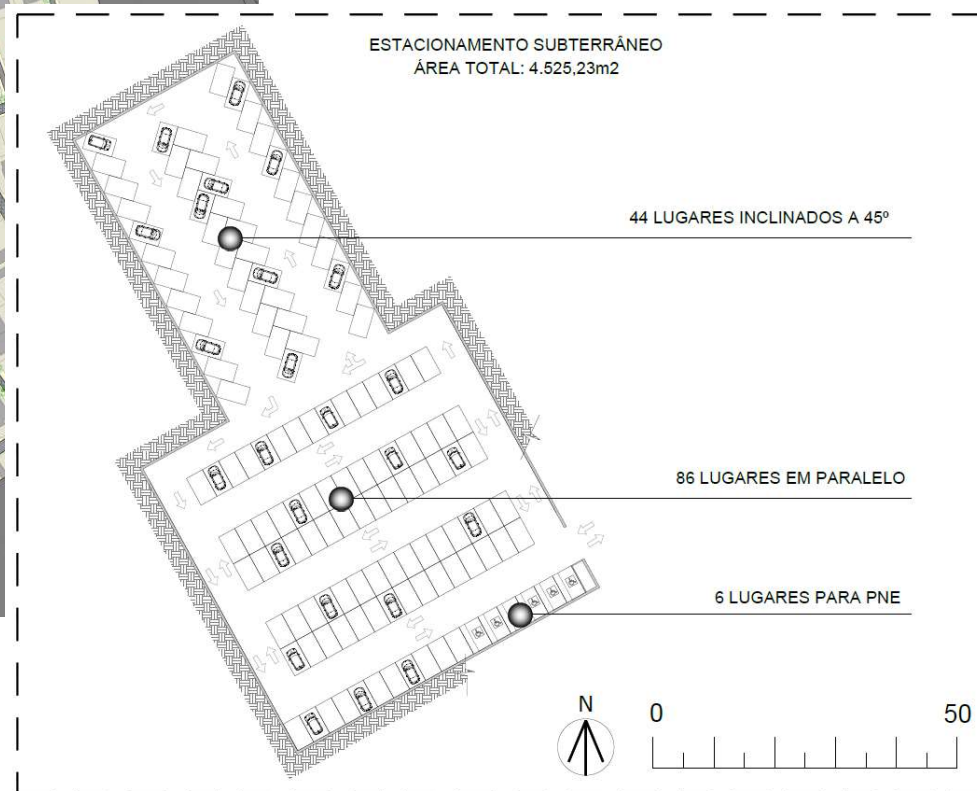 ESTACIONAMENTO SUBTERRÂNEO
ÁREA TOTAL: 4.525,23m2
44 LUGARES INCLINADOS A 45º
86 LUGARES EM PARALELO
6 LUGARES PARA PNE
N
0
50